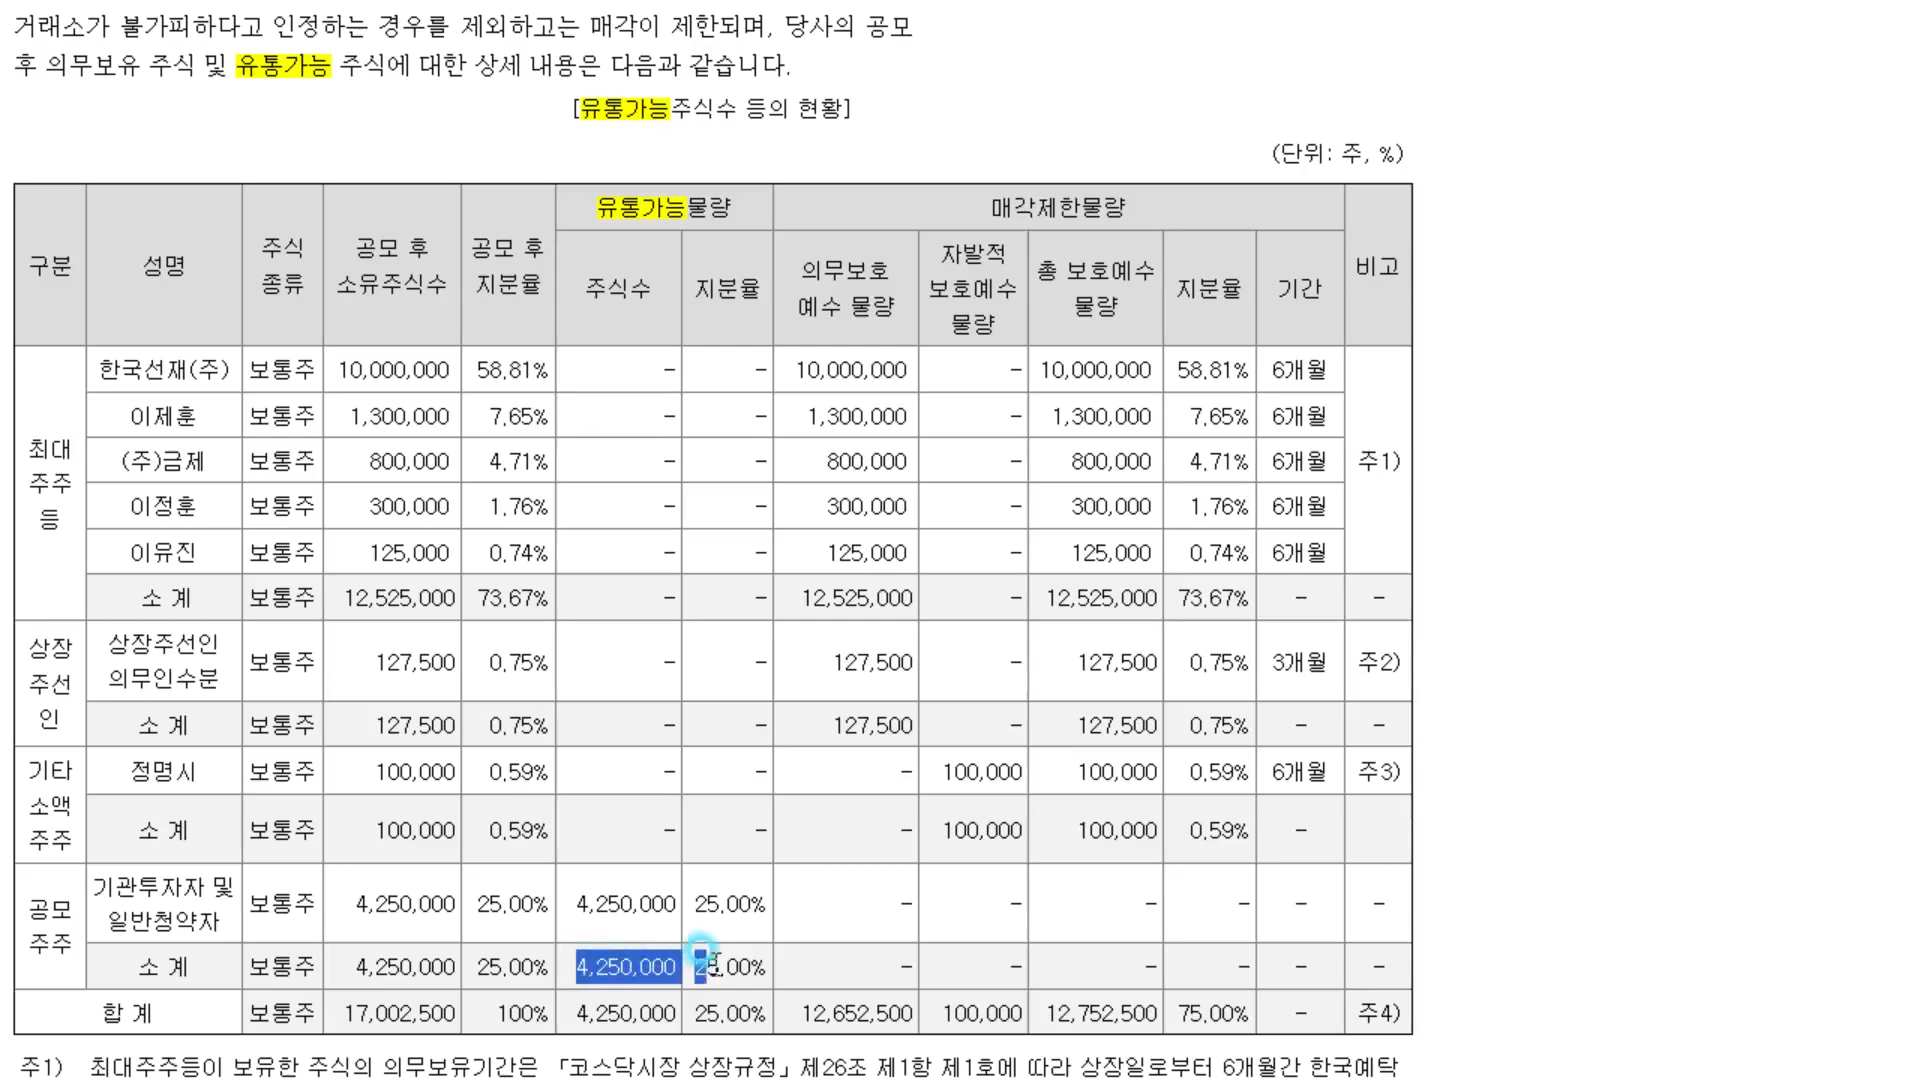 거래소가 불가피하다고 인정하는 경우를 제외하고는 매각이 제한되며, 당사의 공모
후 의무보유 주식 및 유통가능 주식에 대한 상세 내용은 다음과 같습니다.
[유통가능주식수 등의 현황]
(단위: 주, %)
구분 성명 주식 종류 공모 후 소유주식수 공모 후 지분율 유통가능물량 매각제한물량 비고
주식수 지분율 의무보호 예수 물량 자발적 보호예수 물량 총 보호예수 물량 지분율 기간
최대 주주 등 한국선재(주) 보통주 10,000,000 58.81% - - 10,000,000 - 10,000,000 58.81% 6개월 주1)
이제훈 보통주 1,300,000 7.65% - - 1,300,000 - 1,300,000 7.65% 6개월
(주)금제 보통주 800,000 4.71% - - 800,000 - 800,000 4.71% 6개월
이정훈 보통주 300,000 1.76% - - 300,000 - 300,000 1.76% 6개월
이유진 보통주 125,000 0.74% - - 125,000 - 125,000 0.74% 6개월
소 계 보통주 12,525,000 73.67% - - 12,525,000 - 12,525,000 73.67% - -
상장 주선 인 상장주선인 의무인수분 보통주 127,500 0.75% - - 127,500 - 127,500 0.75% 3개월 주2)
소 계 보통주 127,500 0.75% - - 127,500 - 127,500 0.75% - -
기타 소액 주주 정명시 보통주 100,000 0.59% - - - 100,000 100,000 0.59% 6개월 주3)
소 계 보통주 100,000 0.59% - - - 100,000 100,000 0.59% -
공모 주주 기관투자자 및 일반청약자 보통주 4,250,000 25.00% 4,250,000 25.00% - - - - - -
소 계 보통주 4,250,000 25.00% 4,250,000 25.00% - - - - - -
합 계 보통주 17,002,500 100% 4,250,000 25.00% 12,652,500 100,000 12,752,500 75.00% - 주4)
주1) 최대주주등이 보유한 주식의 의무보유기간은 「코스닥시장 상장규정」 제26조 제1항 제1호에 따라 상장일로부터 6개월간 한국예탁